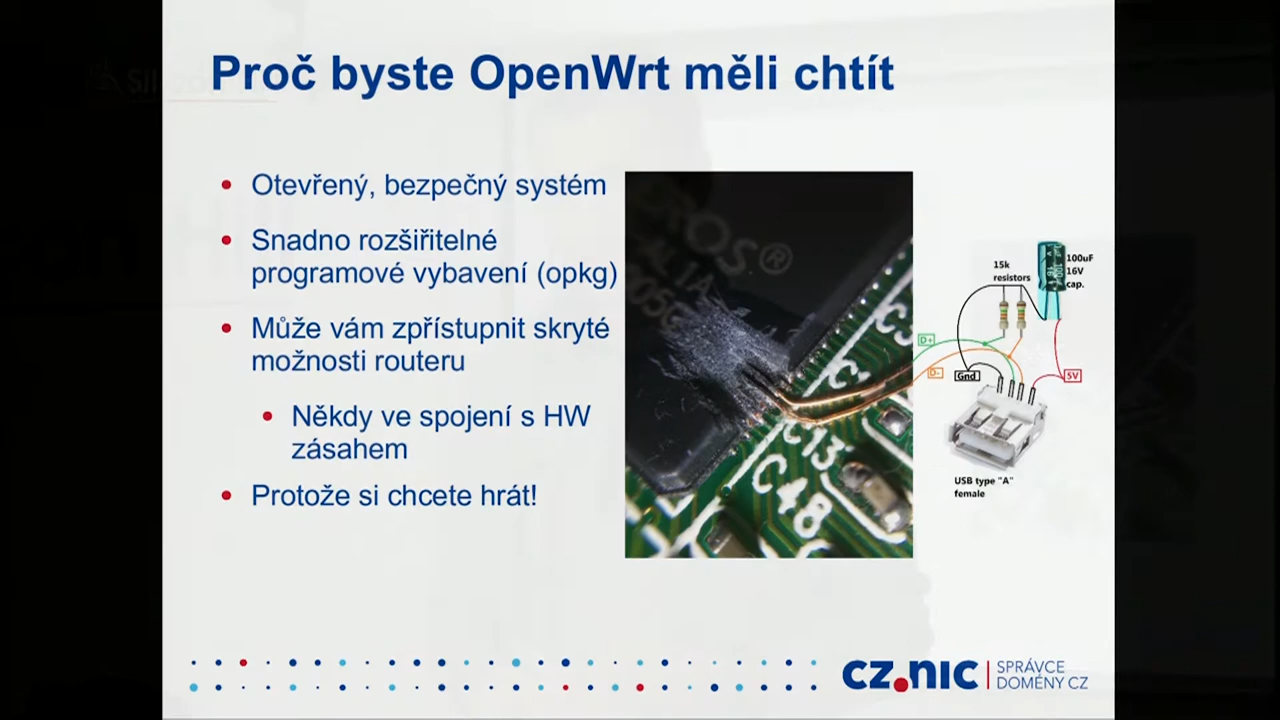 Proč byste OpenWrt měli chtít
Otevřený, bezpečný systém
Snadno rozšiřitelné
programové vybavení (opkg)
Může vám zpřístupnit skryté
možnosti routeru
Někdy ve spojení s HW
zásahem
Protože si chcete hrát!
C13
C48
15k
resistors
100uF
16V
cap.
D+
D-
Gnd
5V
USB type "A"
female
CZ.NIC
SPRÁVCE
DOMÉNY CZ